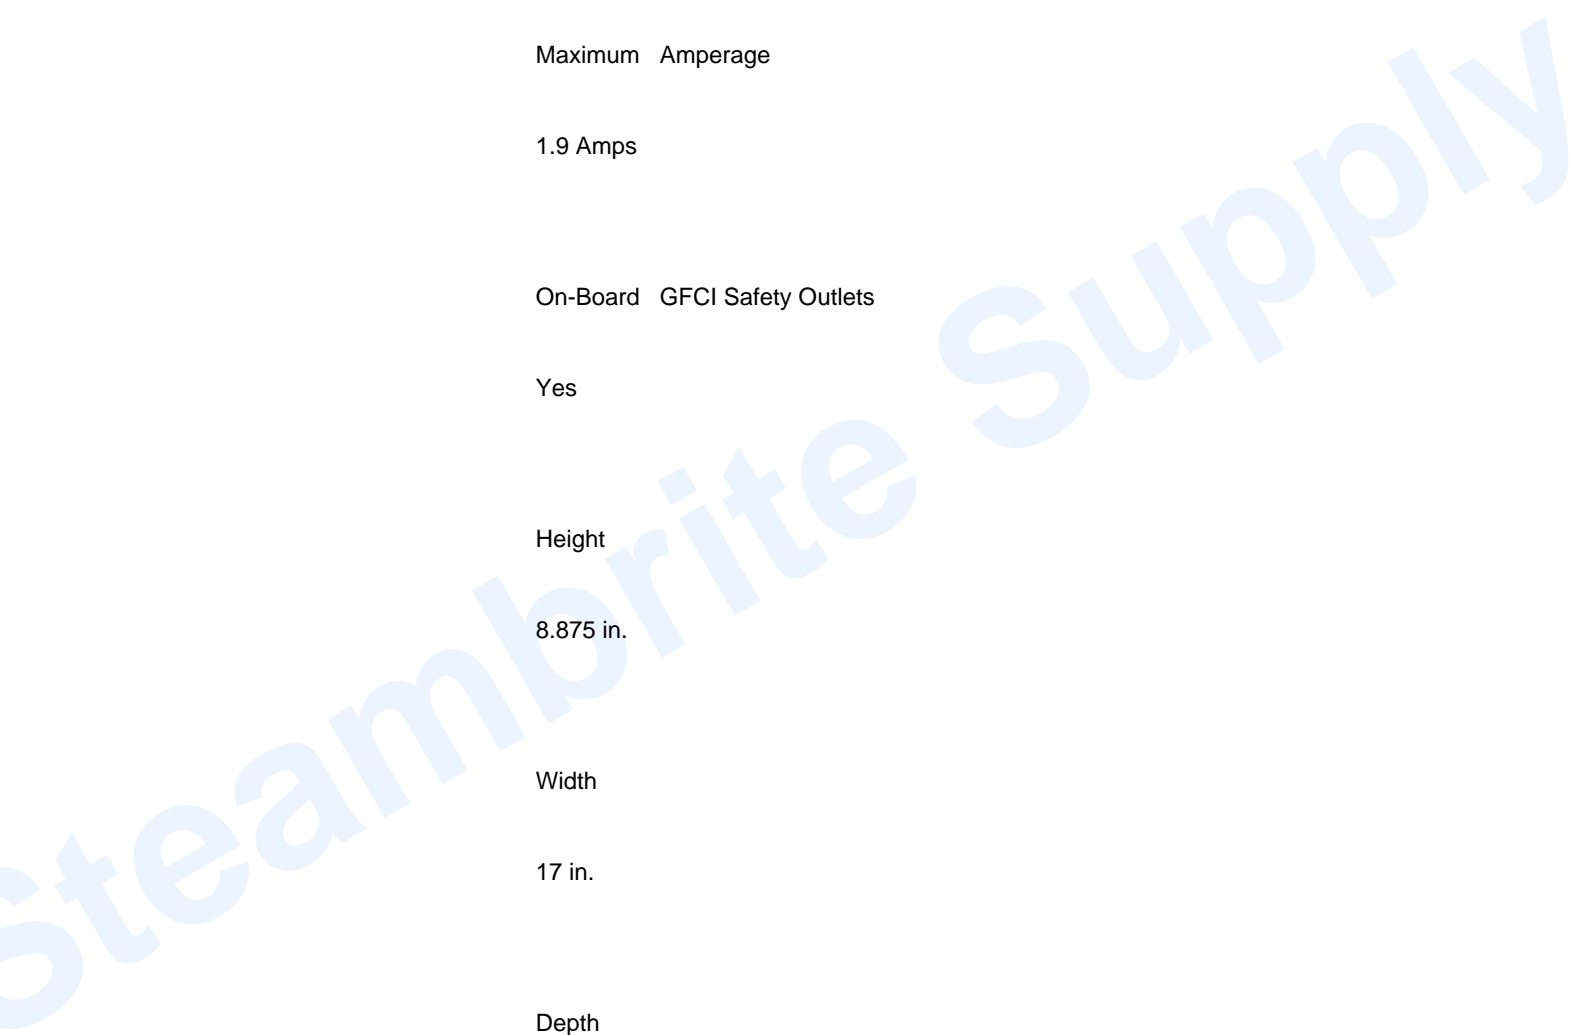 Maximum Amperage
1.9 Amps
On-Board GFCI Safety Outlets
Yes
Height
8.875 in.
Width
17 in.
Depth
Steambrite Supply